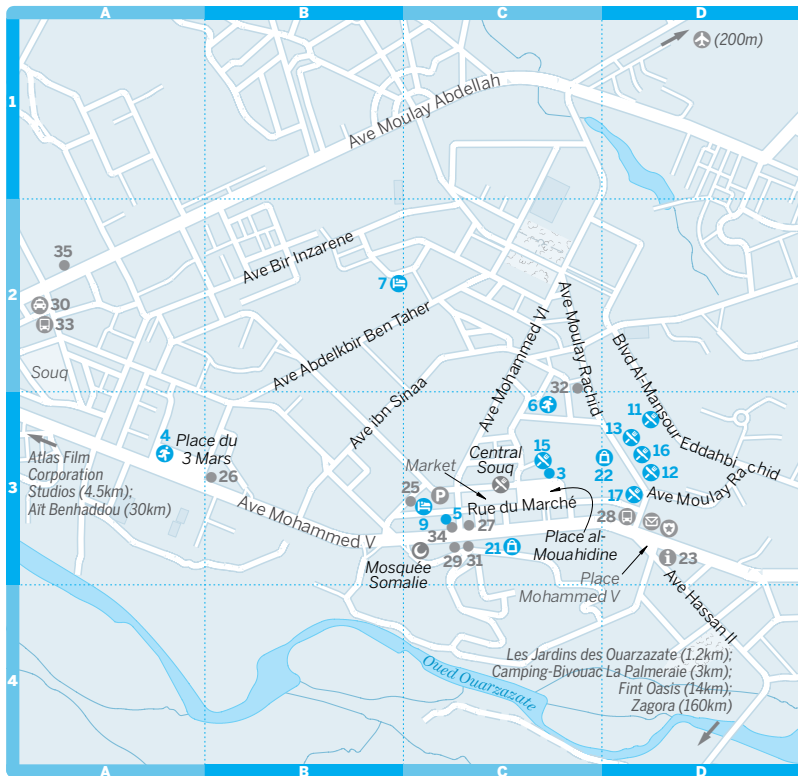 A
B
C
D
(200m)
1
Ave Moulay Abdellah
35
Ave Bir Inzarene
7
2
30
33
Ave Abdelkbir Ben Taher
Ave Mohammed VI
Ave Moulay Rachid
Blvd Al-Mansour Eddahbi
Souq
Ave Ibn Sinaa
32
6
11
4
Place du
3 Mars
13
15
16
Atlas Film
Corporation
Studios (4.5km);
Aït Benhaddou (30km)
Central
Souq
Market
3
22
12
26
3
25
P
17
Ave Moulay Rachid
Rue du Marché
9
5
27
28
34
Ave Mohammed V
Place al-
Mouahidine
Mosquée
Somalie
29
31
21
23
Place
Mohammed V
Ave Hassan II
Les Jardins des Ouarzazate (1.2km);
Camping-Bivouac La Palmeraie (3km);
Fint Oasis (14km);
Zagora (160km)
Oued Ouarzazate
4
A
B
C
D
1
2
3
4